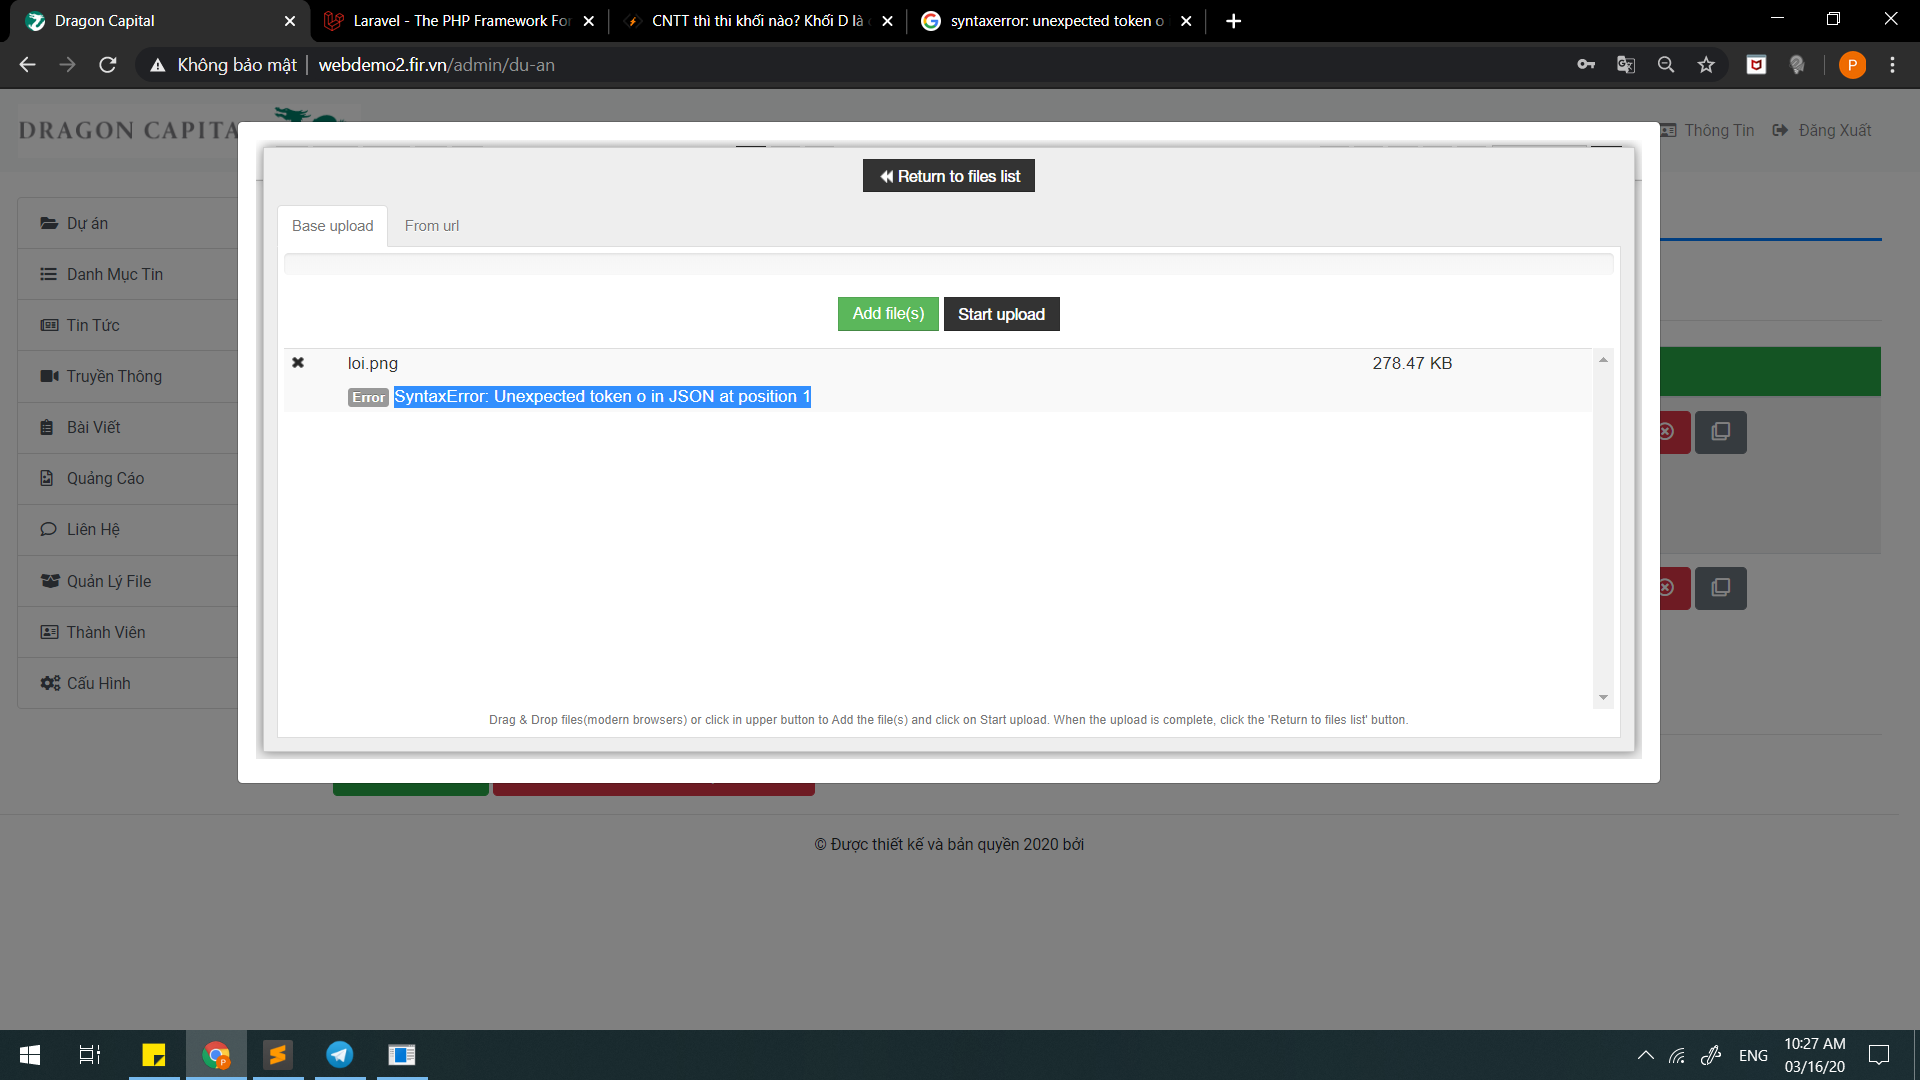 Dragon Capital
Laravel - The PHP Framework For
CNTT thì thi khối nào? Khối D là
syntaxerror: unexpected token o
Không bảo mật
webdemo2.fir.vn/admin/du-an
P
DRAGON CAPITA
Thông Tin
Đăng Xuất
Return to files list
Base upload
From url
Add file(s)
Start upload
loi.png
278.47 KB
Error
SyntaxError: Unexpected token o in JSON at position 1
Drag & Drop files(modern browsers) or click in upper button to Add the file(s) and click on Start upload. When the upload is complete, click the 'Return to files list' button.
Dự án
Danh Mục Tin
Tin Tức
Truyền Thông
Bài Viết
Quảng Cáo
Liên Hệ
Quản Lý File
Thành Viên
Cấu Hình
© Được thiết kế và bản quyền 2020 bởi
ENG
10:27 AM
03/16/20